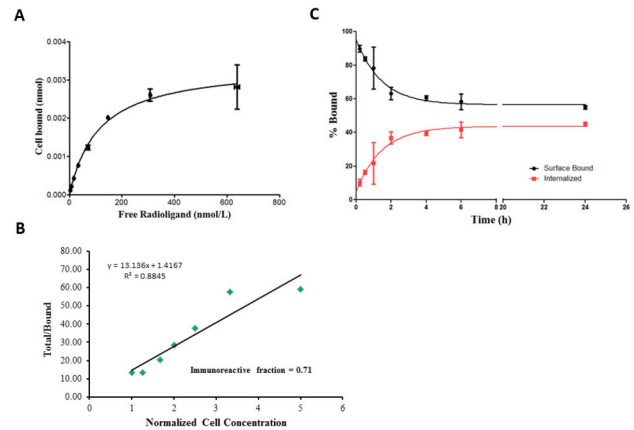 A
Cell bound (nmol)
0.004
0.003
0.002
0.001
0.000
0
200
400
600
800
Free Radioligand (nmol/L)
C
% Bound
100
80
60
40
20
0
0
2
4
6
8 20
22
24
26
Surface Bound
Internalized
Time (h)
B
y = 13.136x + 1.4167
R² = 0.8845
Total/Bound
80.00
70.00
60.00
50.00
40.00
30.00
20.00
10.00
Immunoreactive fraction = 0.71
0
1
2
3
4
5
6
Normalized Cell Concentration